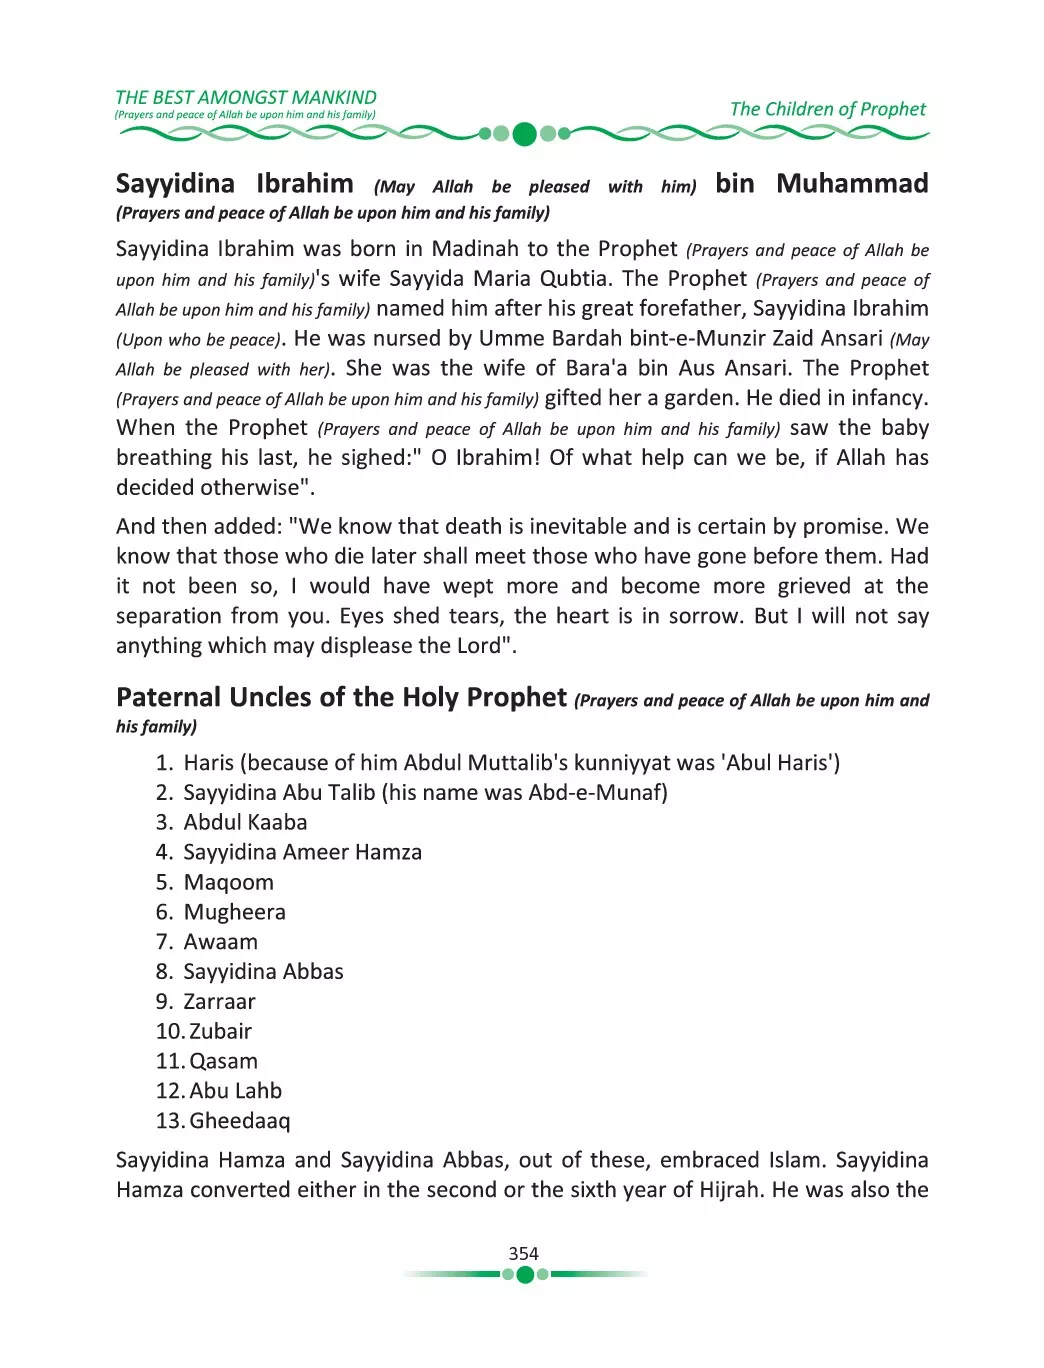 THE BEST AMONGST MANKIND
(Prayers and peace of Allah be upon him and his family)
The Children of Prophet
Sayyidina Ibrahim (May Allah be pleased with him) bin Muhammad
(Prayers and peace of Allah be upon him and his family)
Sayyidina Ibrahim was born in Madinah to the Prophet (Prayers and peace of Allah be
upon him and his family)'s wife Sayyida Maria Qubtia. The Prophet (Prayers and peace of
Allah be upon him and his family) named him after his great forefather, Sayyidina Ibrahim
(Upon who be peace). He was nursed by Umme Bardah bint-e-Munzir Zaid Ansari (May
Allah be pleased with her). She was the wife of Bara'a bin Aus Ansari. The Prophet
(Prayers and peace of Allah be upon him and his family) gifted her a garden. He died in infancy.
When the Prophet (Prayers and peace of Allah be upon him and his family) saw the baby
breathing his last, he sighed:" O Ibrahim! Of what help can we be, if Allah has
decided otherwise".
And then added: "We know that death is inevitable and is certain by promise. We
know that those who die later shall meet those who have gone before them. Had
it not been so, I would have wept more and become more grieved at the
separation from you. Eyes shed tears, the heart is in sorrow. But I will not say
anything which may displease the Lord".
Paternal Uncles of the Holy Prophet (Prayers and peace of Allah be upon him and
his family)
1. Haris (because of him Abdul Muttalib's kunniyyat was 'Abul Haris')
2. Sayyidina Abu Talib (his name was Abd-e-Munaf)
3. Abdul Kaaba
4. Sayyidina Ameer Hamza
5. Maqoom
6. Mugheera
7. Awaam
8. Sayyidina Abbas
9. Zarraar
10. Zubair
11. Qasam
12. Abu Lahb
13. Gheedaaq
Sayyidina Hamza and Sayyidina Abbas, out of these, embraced Islam. Sayyidina
Hamza converted either in the second or the sixth year of Hijrah. He was also the
354